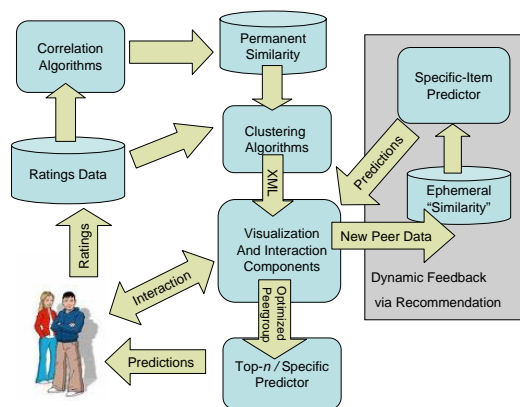 Correlation
Algorithms
Permanent
Similarity
Specific-Item
Predictor
Clustering
Algorithms
Ratings Data
XML
Predictions
Ephemeral
“Similarity”
Visualization
And Interaction
Components
New Peer Data
Ratings
Interaction
Dynamic Feedback
via Recommendation
Optimized
Peergroup
Predictions
Top-n / Specific
Predictor